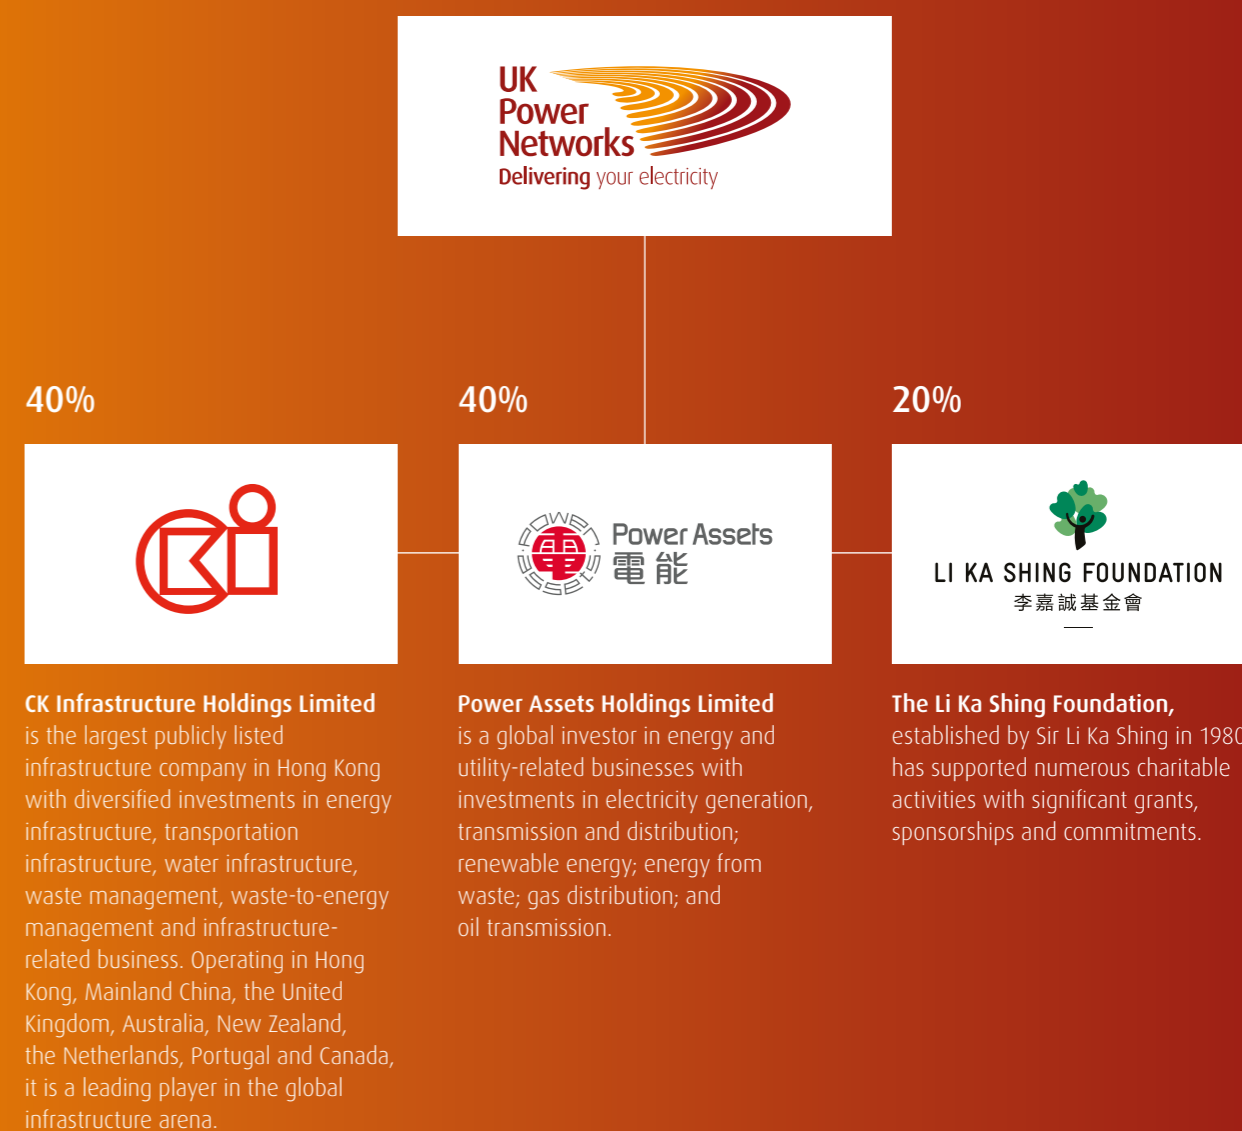 UK
Power
Networks
Delivering your electricity
40%
40%
20%
CKI
POWER
assets
電
Power Assets
電能
LI KA SHING FOUNDATION
李嘉誠基金會
CK Infrastructure Holdings Limited
is the largest publicly listed
infrastructure company in Hong Kong
with diversified investments in energy
infrastructure, transportation
infrastructure, water infrastructure,
waste management, waste-to-energy
management and infrastructure-
related business. Operating in Hong
Kong, Mainland China, the United
Kingdom, Australia, New Zealand,
the Netherlands, Portugal and Canada,
it is a leading player in the global
infrastructure arena.
Power Assets Holdings Limited
is a global investor in energy and
utility-related businesses with
investments in electricity generation,
transmission and distribution;
renewable energy; energy from
waste; gas distribution; and
oil transmission.
The Li Ka Shing Foundation,
established by Sir Li Ka Shing in 1980
has supported numerous charitable
activities with significant grants,
sponsorships and commitments.